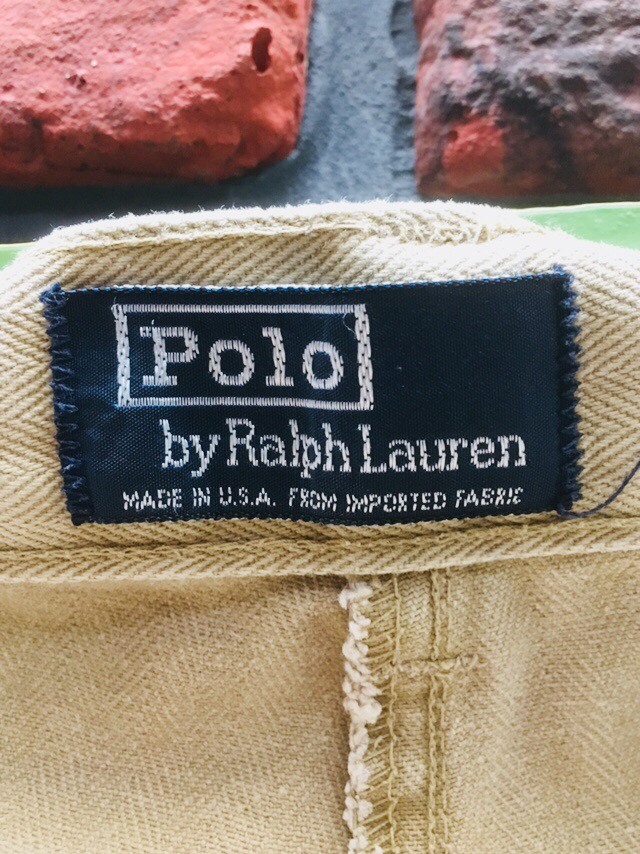 Polo
by Ralph Lauren
MADE IN U.S.A. FROM IMPORTED FABRIC